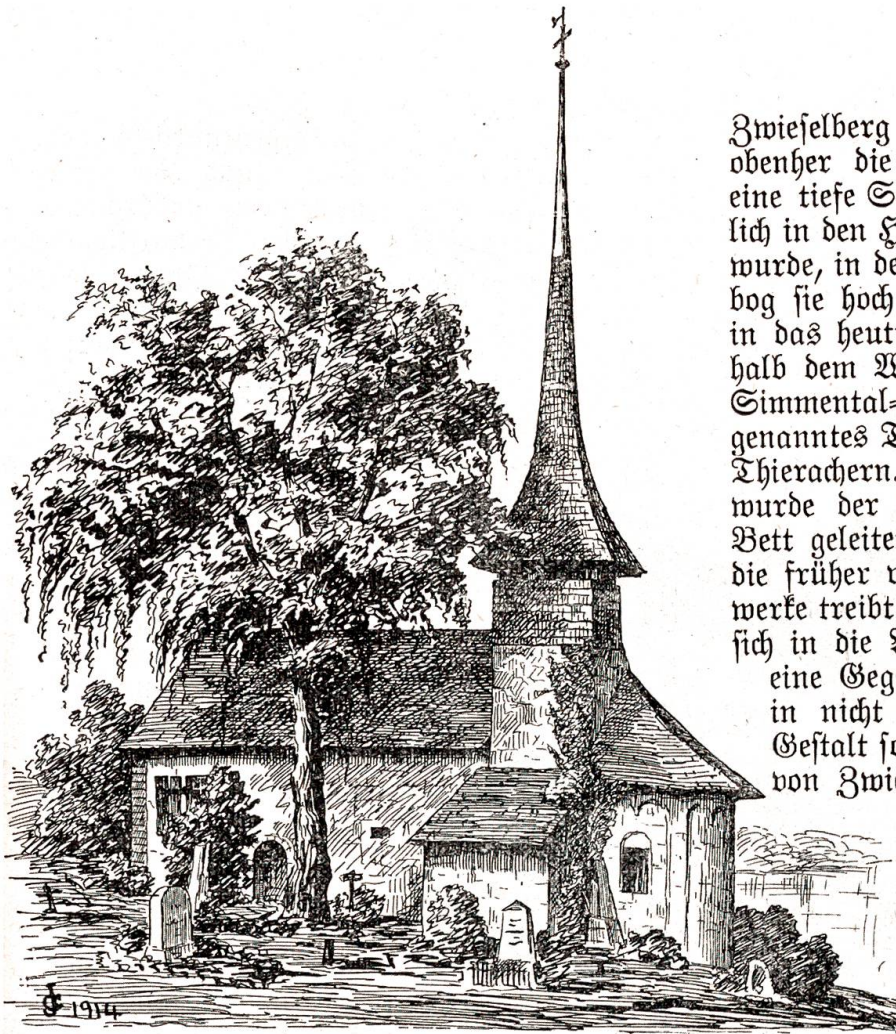 Zwieſelberg
obenher die
eine tiefe S
lich in den H
wurde, in de
bog ſie hoch
in das heut
halb dem W
Simmental=
genanntes T
Thierachern.
wurde der
Bett geleite
die früher
werke treibt
ſich in die
eine Geg
in nicht
Geſtalt ſo
von Zwie
1914